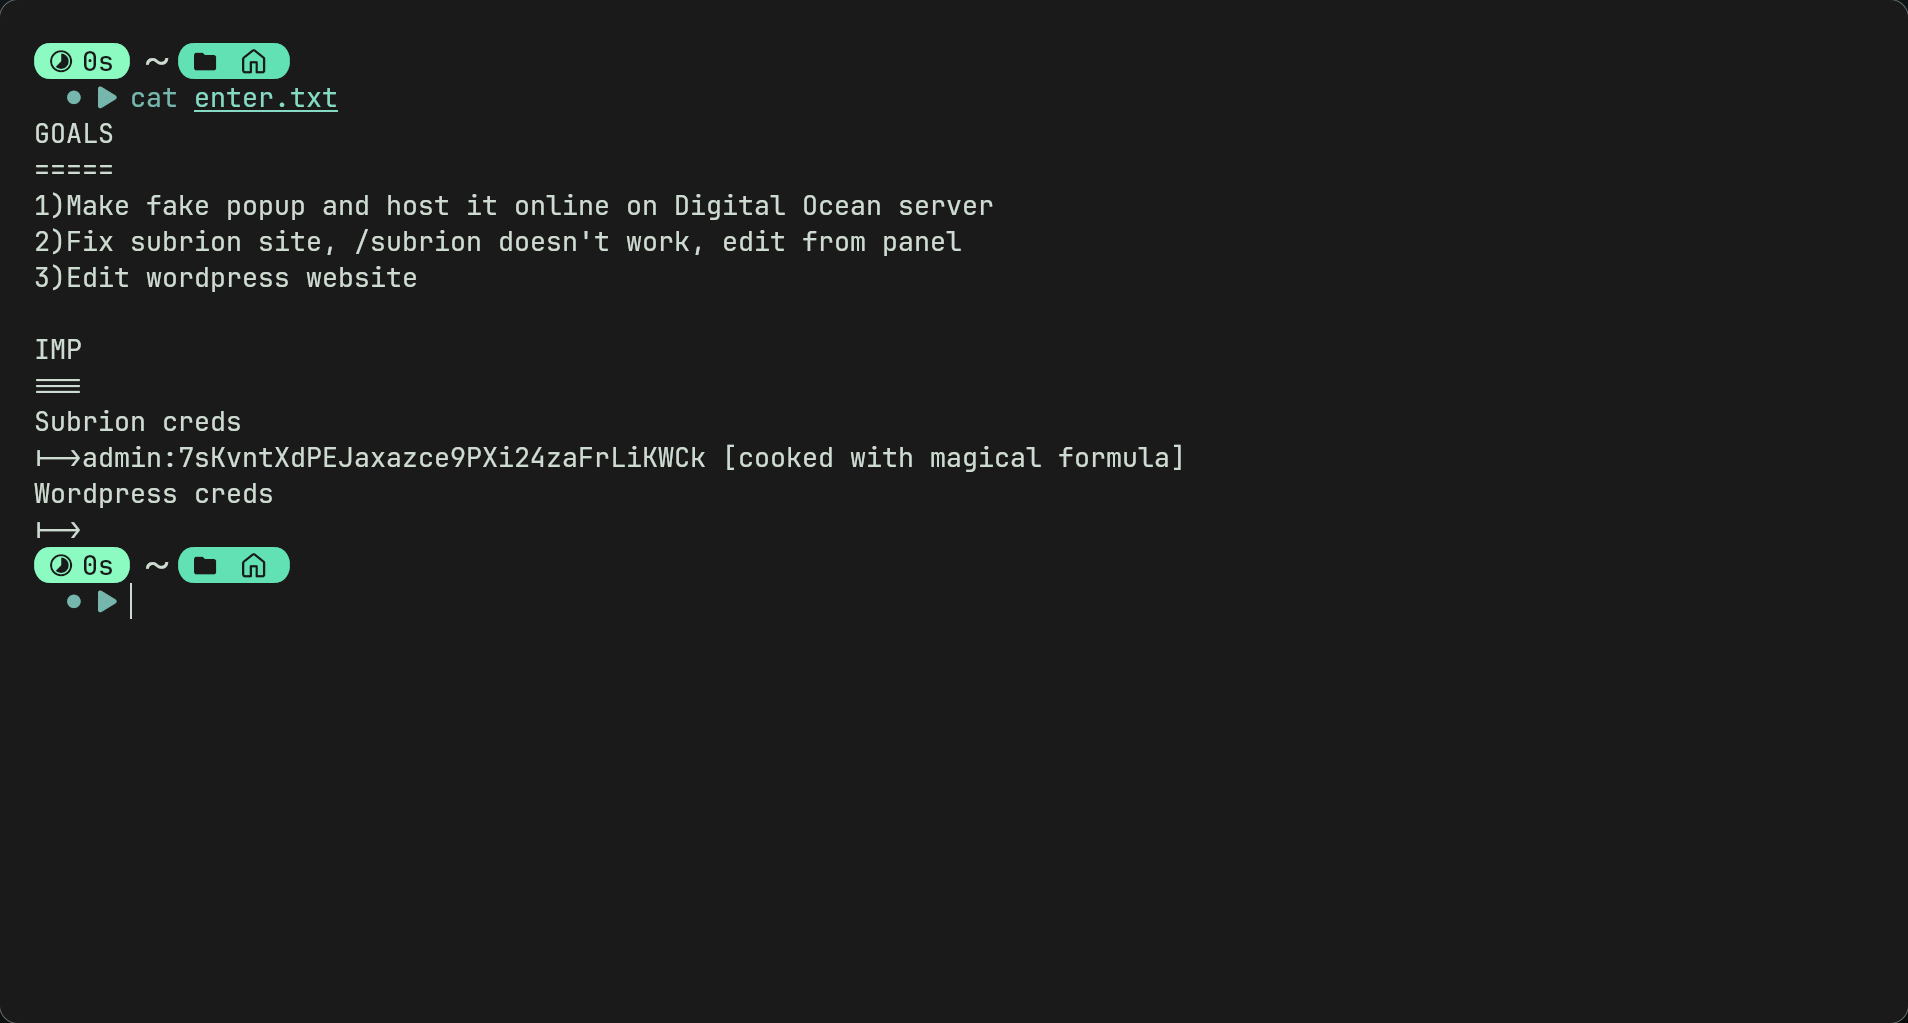 0s ~
cat enter.txt
GOALS
=====
1)Make fake popup and host it online on Digital Ocean server
2)Fix subrion site, /subrion doesn't work, edit from panel
3)Edit wordpress website
IMP
===
Subrion creds
|-->admin:7sKvntXdPEJaxazce9PXi24zaFrLiKWCk [cooked with magical formula]
Wordpress creds
|-->
0s ~